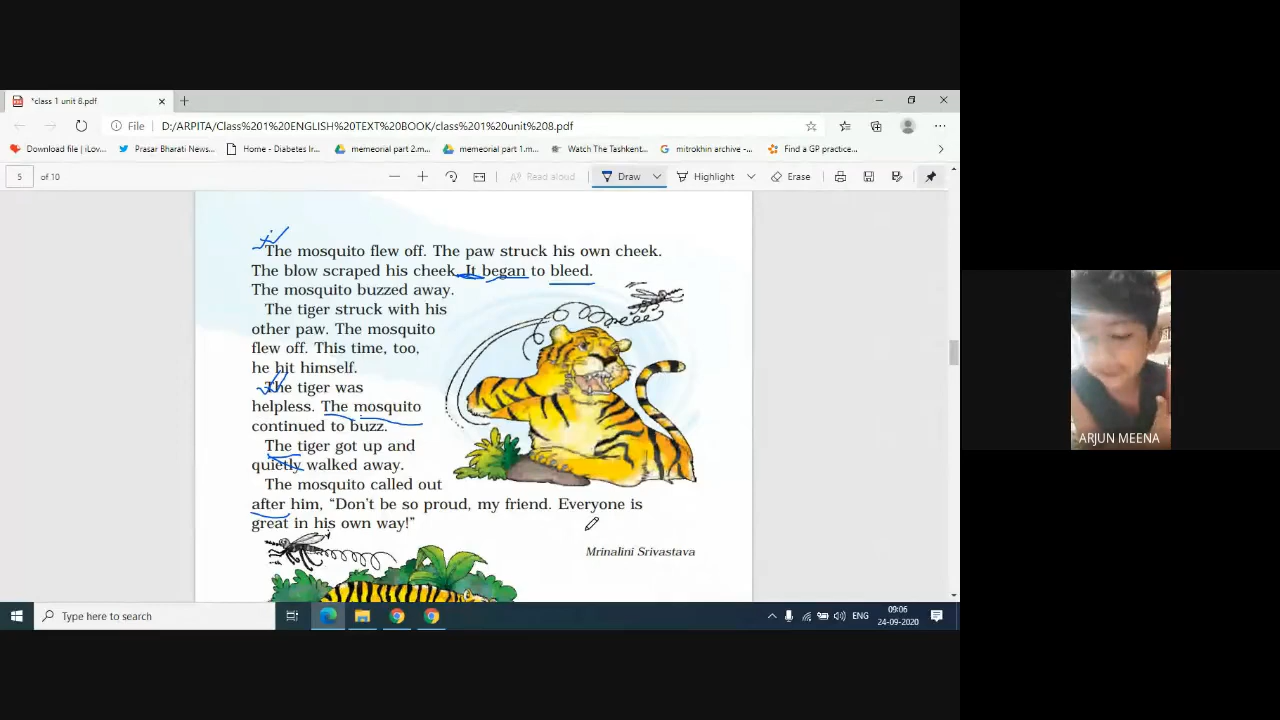 *class 1 unit 8.pdf
File D:/ARPITA/Class%201%20ENGLISH%20TEXT%20BOOK/class%201%20unit%208.pdf
Download file | iLov... Prasar Bharati News... Home - Diabetes Ir... memeorial part 2.m... memeorial part 1.m... Watch The Tashkent... mitrokhin archive -... Find a GP practice...
5 of 10 Read aloud Draw Highlight Erase
The mosquito flew off. The paw struck his own cheek.
The blow scraped his cheek. It began to bleed.
The mosquito buzzed away.
The tiger struck with his
other paw. The mosquito
flew off. This time, too,
he hit himself.
The tiger was
helpless. The mosquito
continued to buzz.
The tiger got up and
quietly walked away.
The mosquito called out
after him, “Don't be so proud, my friend. Everyone is
great in his own way!”
Mrinalini Srivastava
ARJUN MEENA
Type here to search
ENG
09:06
24-09-2020